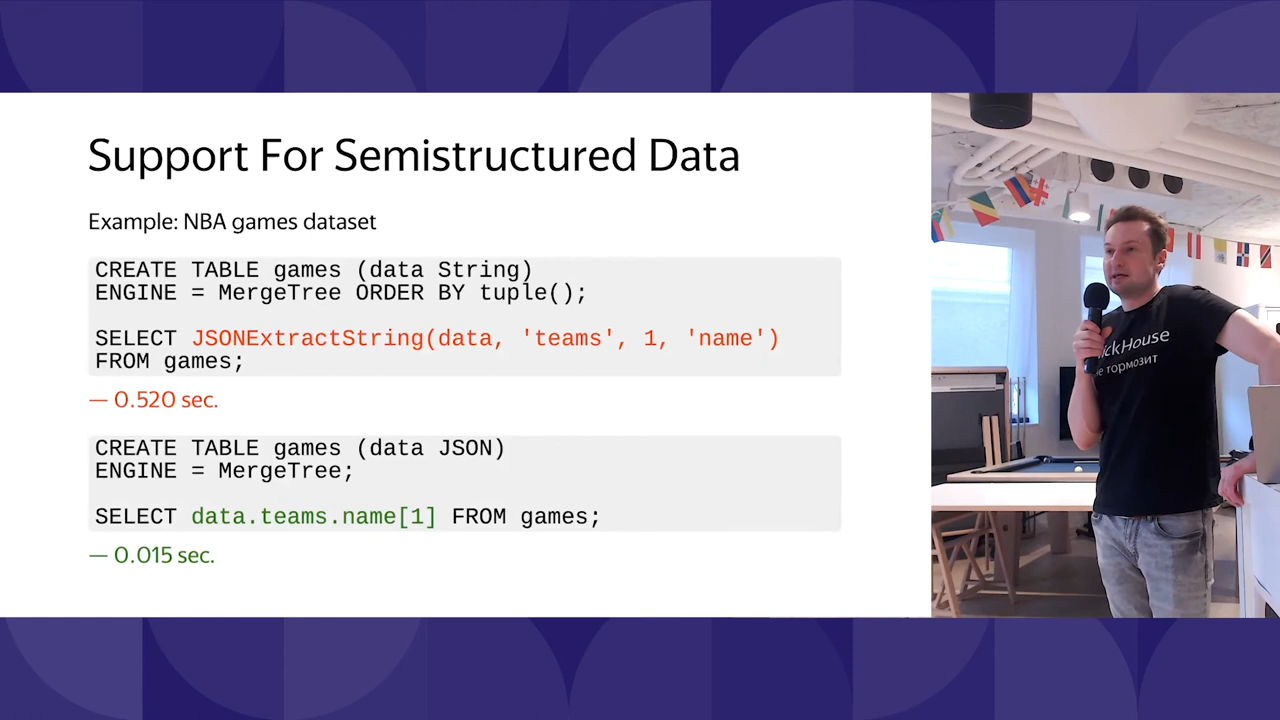 Support For Semistructured Data
Example: NBA games dataset
CREATE TABLE games (data String)
ENGINE = MergeTree ORDER BY tuple();
SELECT JSONExtractString(data, 'teams', 1, 'name')
FROM games;
— 0.520 sec.
CREATE TABLE games (data JSON)
ENGINE = MergeTree;
SELECT data.teams.name[1] FROM games;
— 0.015 sec.
ckHouse
не тормозит